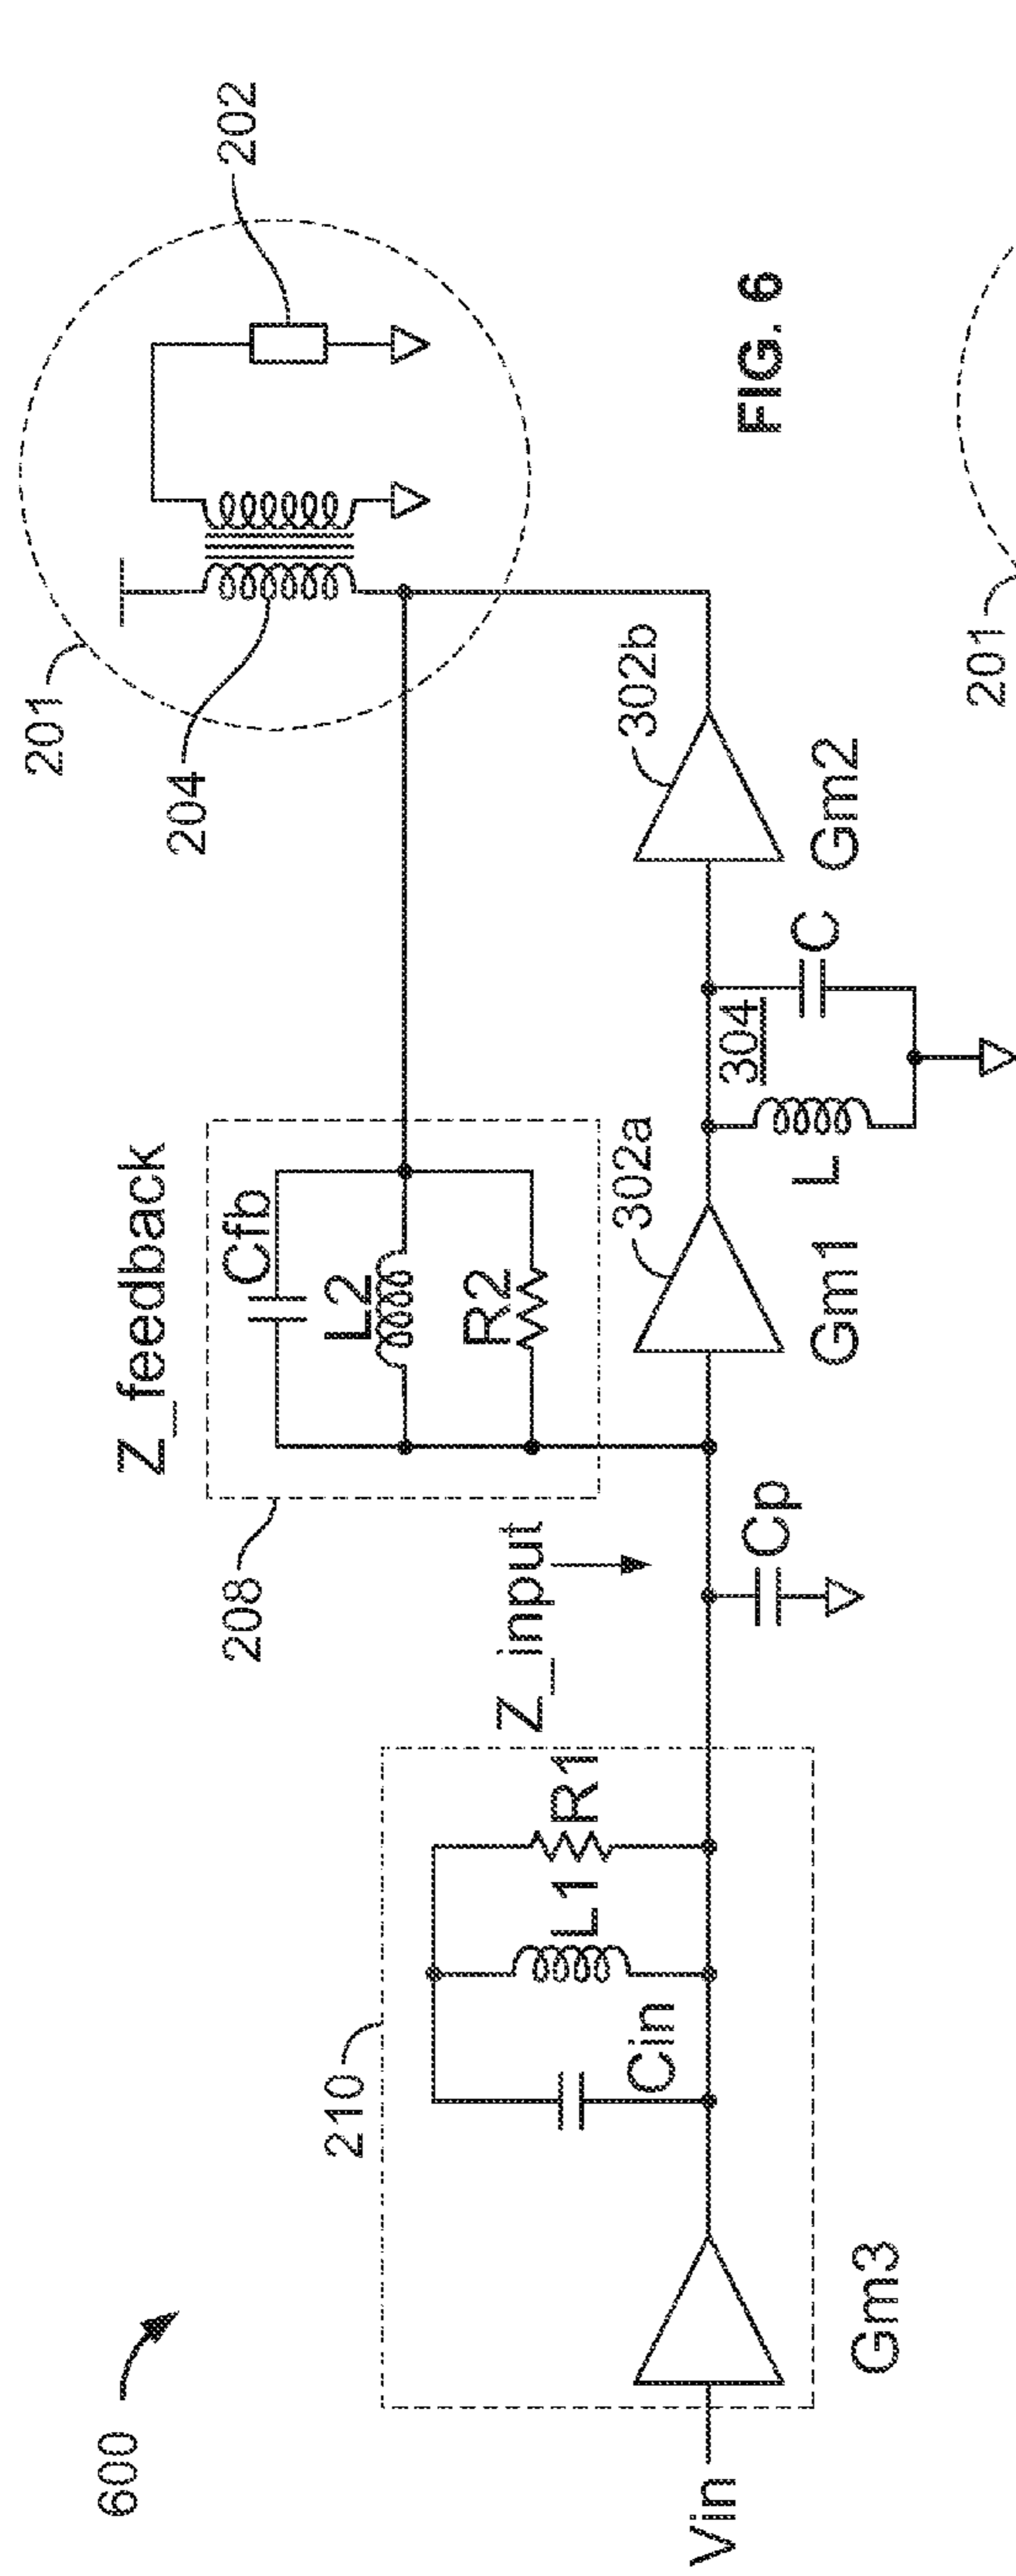 600
Vin
Gm3
210
Cin
L1
R1
Z_input
Cp
208
Z_feedback
Cfb
L2
R2
302a
Gm1
L
304
C
302b
Gm2
201
204
202
FIG. 6
201